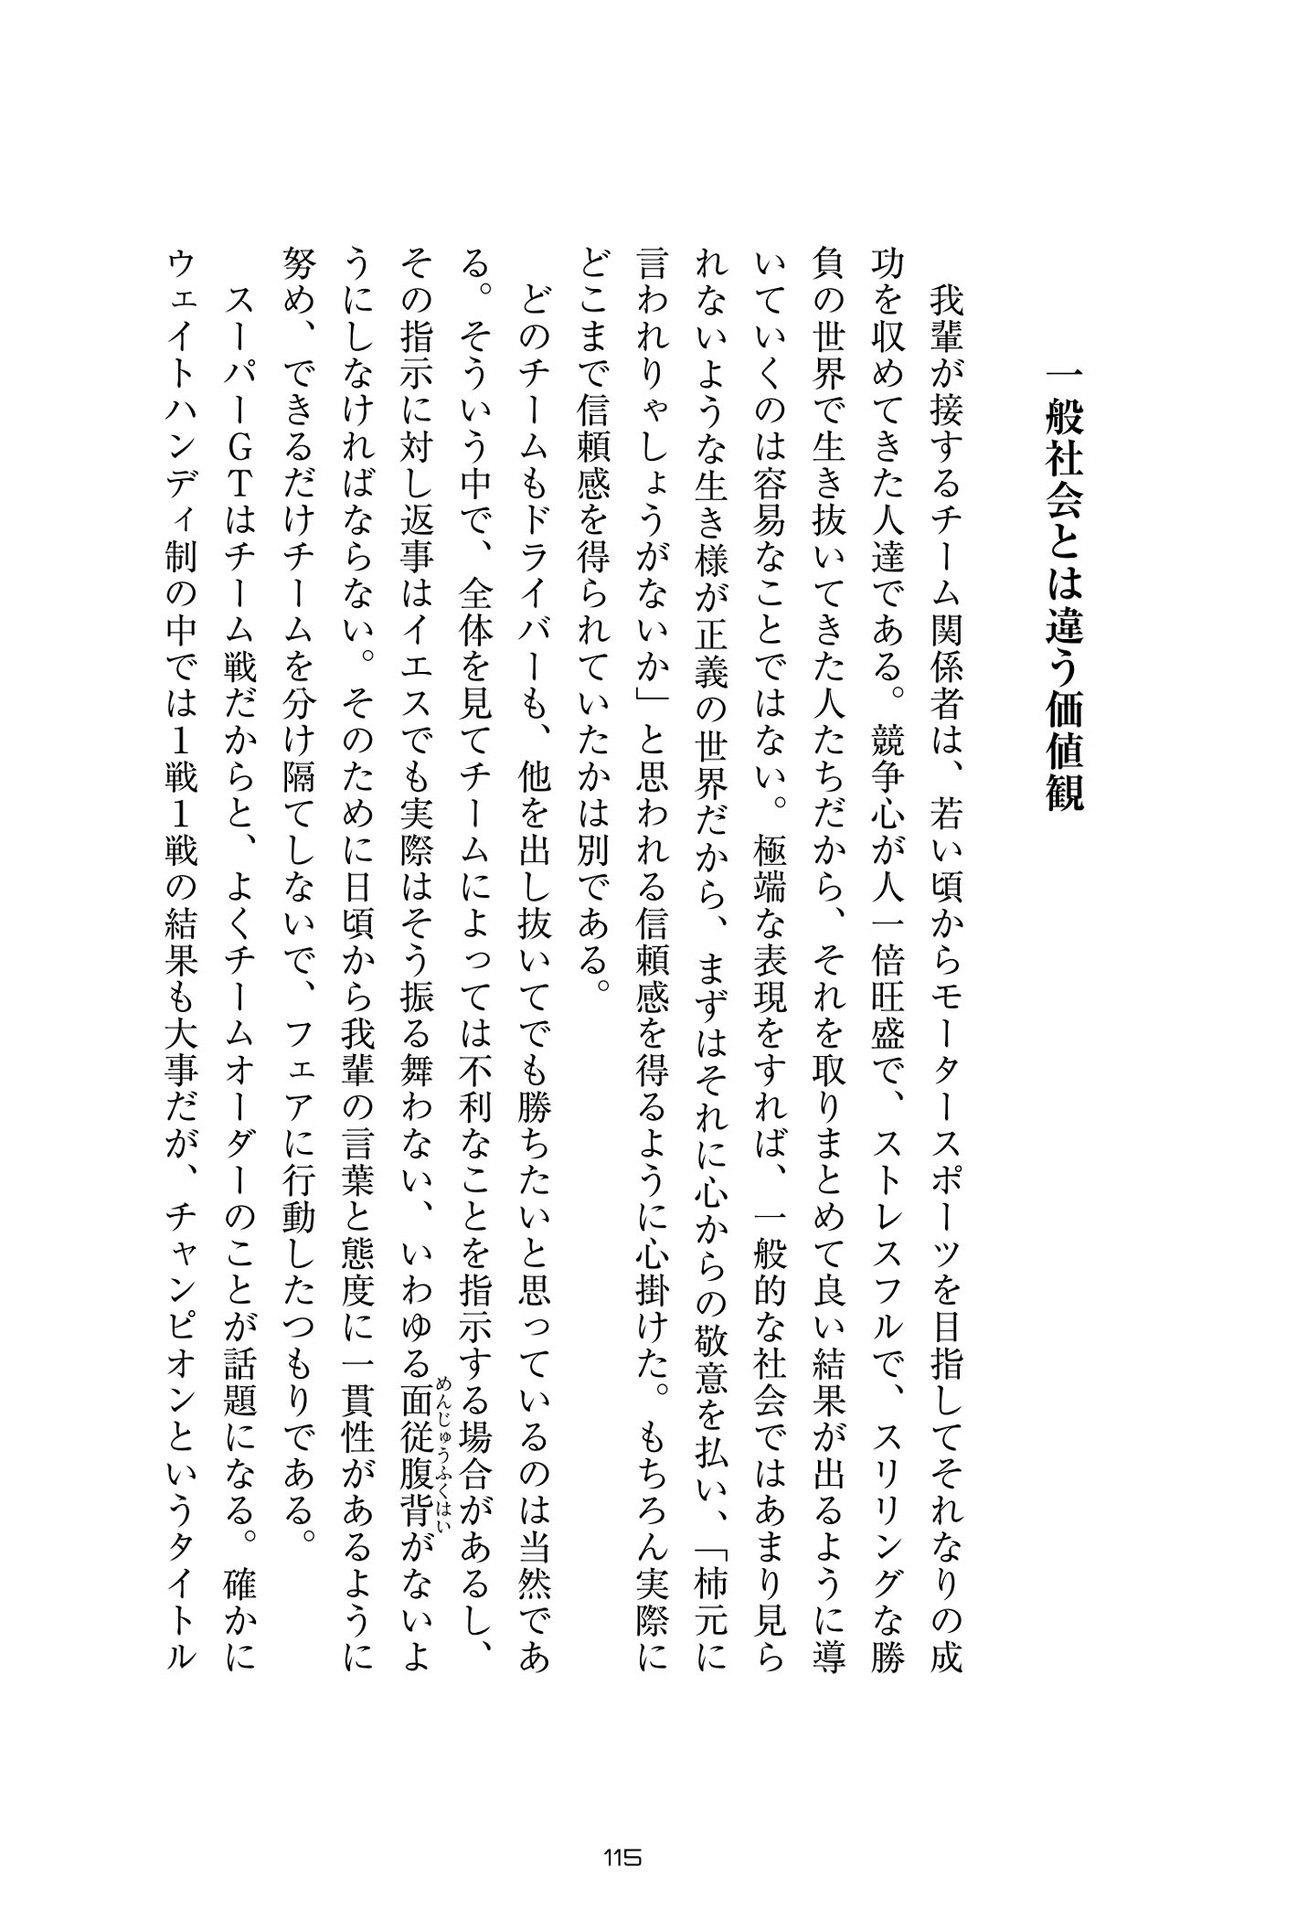 一般社会とは違う価値観
我輩が接するチーム関係者は、若い頃からモータースポーツを目指してそれなりの成
功を収めてきた人達である。競争心が人一倍旺盛で、ストレスフルで、スリリングな勝
負の世界で生き抜いてきた人たちだから、それを取りまとめて良い結果が出るように導
いていくのは容易なことではない。極端な表現をすれば、一般的な社会ではあまり見ら
れないような生き様が正義の世界だから、まずはそれに心からの敬意を払い、「柿元に
言われりゃしょうがないか」と思われる信頼感を得るように心掛けた。もちろん実際に
どこまで信頼感を得られていたかは別である。
どのチームもドライバーも、他を出し抜いてでも勝ちたいと思っているのは当然であ
る。そういう中で、全体を見てチームによっては不利なことを指示する場合があるし、
その指示に対し返事はイエスでも実際はそう振る舞わない、いわゆる面従腹背がないよ
めんじゅうふくはい
うにしなければならない。そのために日頃から我輩の言葉と態度に一貫性があるように
努め、できるだけチームを分け隔てしないで、フェアに行動したつもりである。
スーパーGTはチーム戦だからと、よくチームオーダーのことが話題になる。確かに
ウェイトハンディ制の中では1戦1戦の結果も大事だが、チャンピオンというタイトル
115